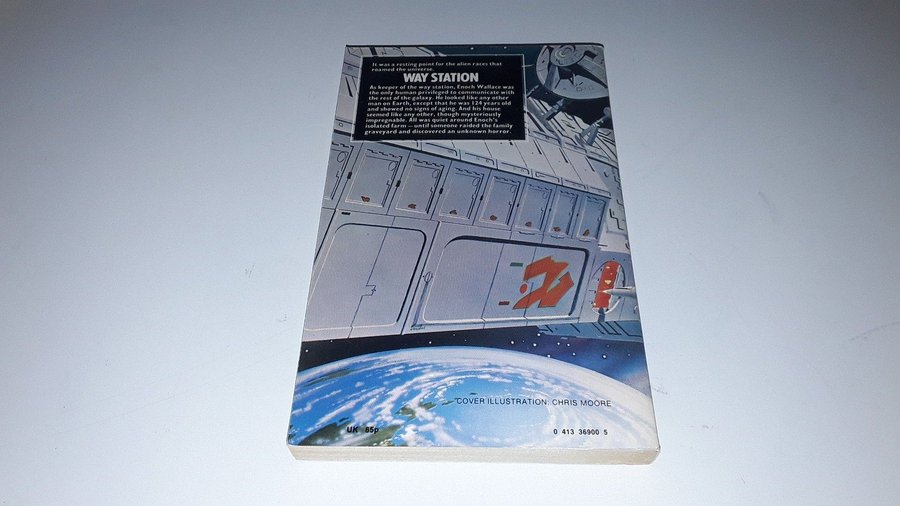 It was a resting point for the alien races that
roamed the universe.
WAY STATION
As keeper of the way station, Enoch Wallace was
the only human privileged to communicate with
the rest of the galaxy. He looked like any other
man on Earth, except that he was 124 years old
and showed no signs of aging. And his house
seemed like any other, though mysteriously
impregnable. All was quiet around Enoch's
isolated farm – until someone raided the family
graveyard and discovered an unknown horror.
COVER ILLUSTRATION: CHRIS MOORE
UK 85p
0 413 36900 5